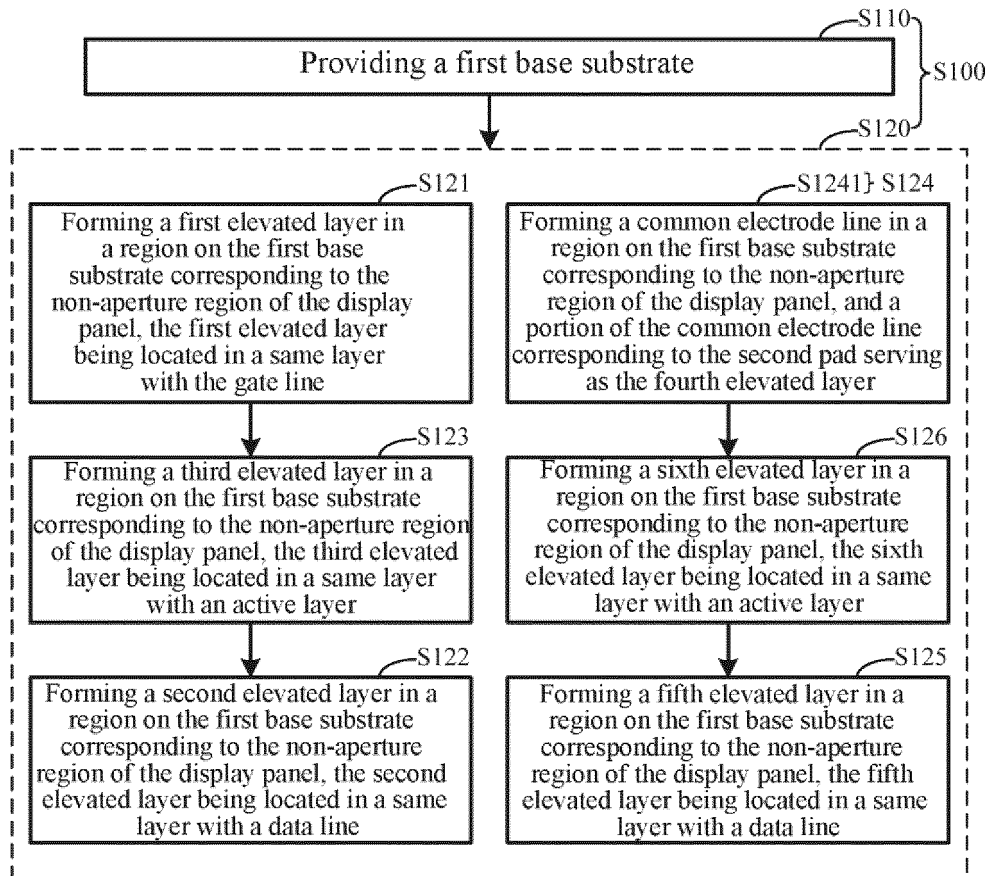 S110
Providing a first base substrate
S100
S120
S121
Forming a first elevated layer in
a region on the first base
substrate corresponding to the
non-aperture region of the display
panel, the first elevated layer
being located in a same layer
with the gate line
S1241} S124
Forming a common electrode line in a
region on the first base substrate
corresponding to the non-aperture
region of the display panel, and a
portion of the common electrode line
corresponding to the second pad serving
as the fourth elevated layer
S123
Forming a third elevated layer in a
region on the first base substrate
corresponding to the non-aperture region
of the display panel, the third elevated
layer being located in a same layer
with an active layer
S126
Forming a sixth elevated layer in a
region on the first base substrate
corresponding to the non-aperture
region of the display panel, the sixth
elevated layer being located in a same
layer with an active layer
S122
Forming a second elevated layer in a
region on the first base substrate
corresponding to the non-aperture
region of the display panel, the second
elevated layer being located in a same
layer with a data line
S125
Forming a fifth elevated layer in a
region on the first base substrate
corresponding to the non-aperture
region of the display panel, the fifth
elevated layer being located in a same
layer with a data line